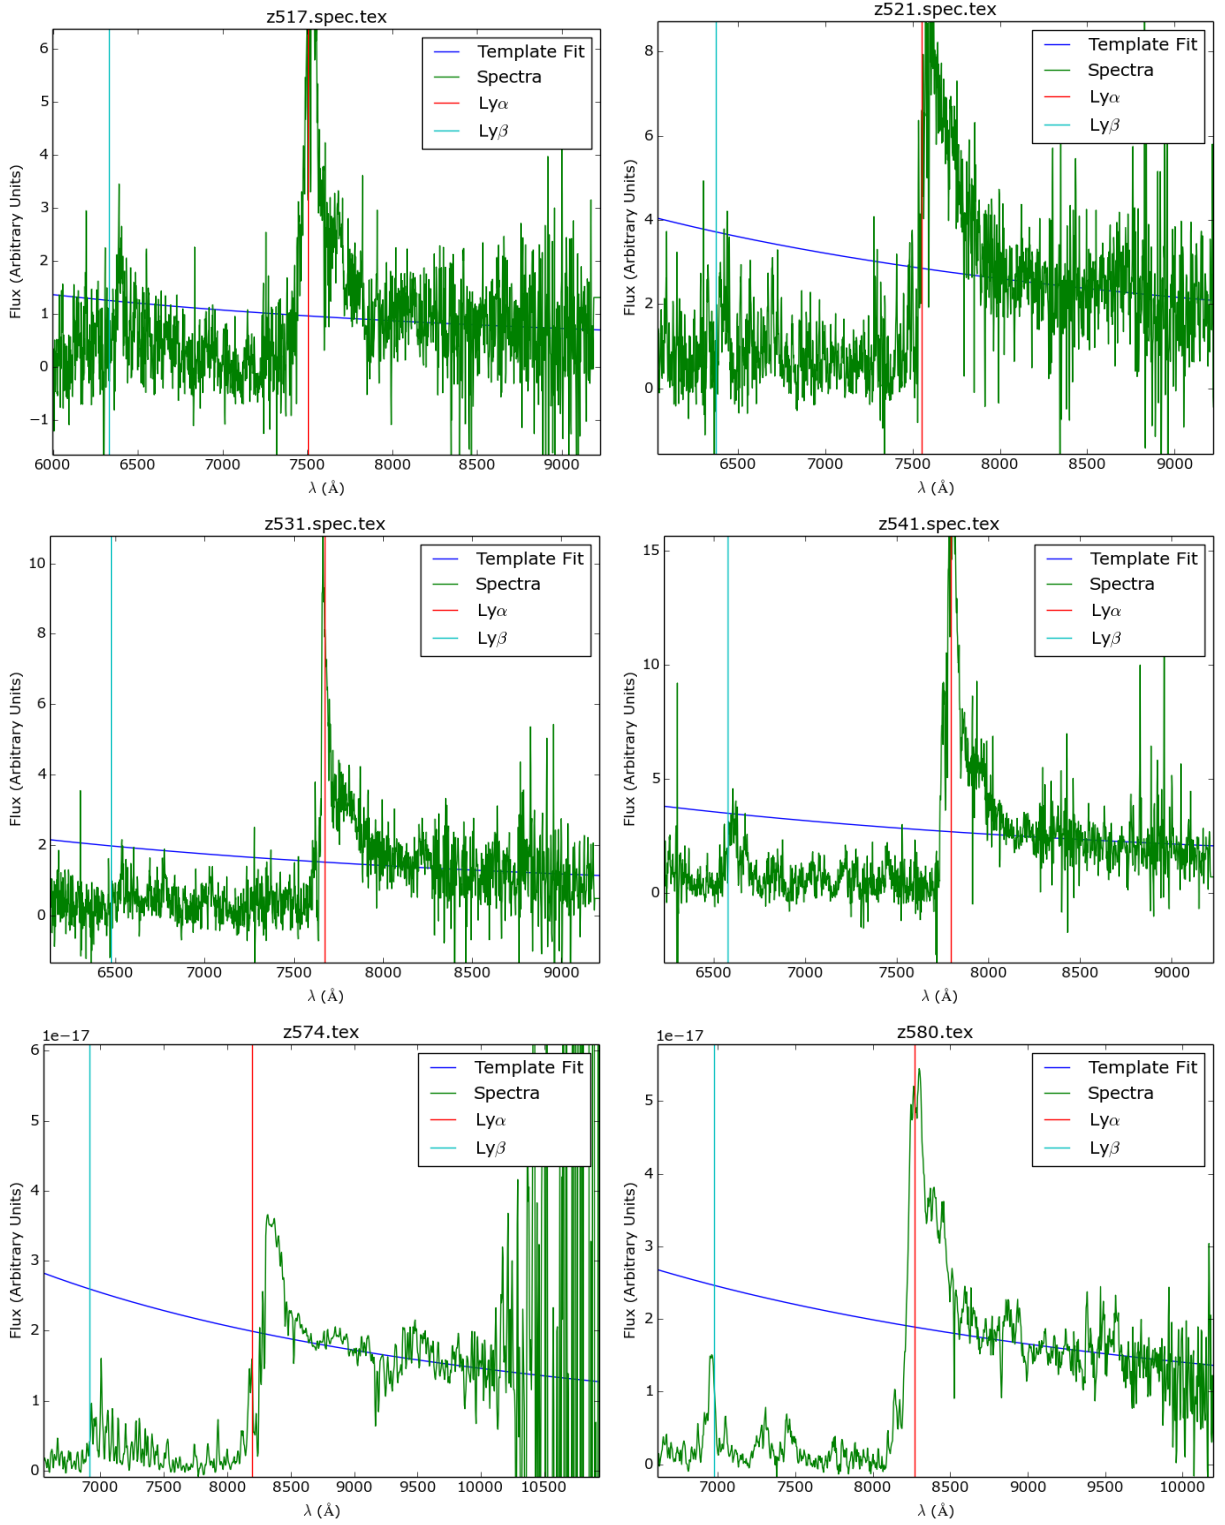 z517.spec.tex
6
5
4
3
2
1
0
−1
Flux (Arbitrary Units)
Template Fit
Spectra
Lyα
Lyβ
6000 6500 7000 7500 8000 8500 9000
λ (Å)
z521.spec.tex
8
6
4
2
0
Flux (Arbitrary Units)
Template Fit
Spectra
Lyα
Lyβ
6500 7000 7500 8000 8500 9000
λ (Å)
z531.spec.tex
10
8
6
4
2
0
Flux (Arbitrary Units)
Template Fit
Spectra
Lyα
Lyβ
6500 7000 7500 8000 8500 9000
λ (Å)
z541.spec.tex
15
10
5
0
Flux (Arbitrary Units)
Template Fit
Spectra
Lyα
Lyβ
6500 7000 7500 8000 8500 9000
λ (Å)
1e−17
z574.tex
6
5
4
3
2
1
0
Flux (Arbitrary Units)
Template Fit
Spectra
Lyα
Lyβ
7000 7500 8000 8500 9000 9500 10000 10500
λ (Å)
1e−17
z580.tex
5
4
3
2
1
0
Flux (Arbitrary Units)
Template Fit
Spectra
Lyα
Lyβ
7000 7500 8000 8500 9000 9500 10000
λ (Å)